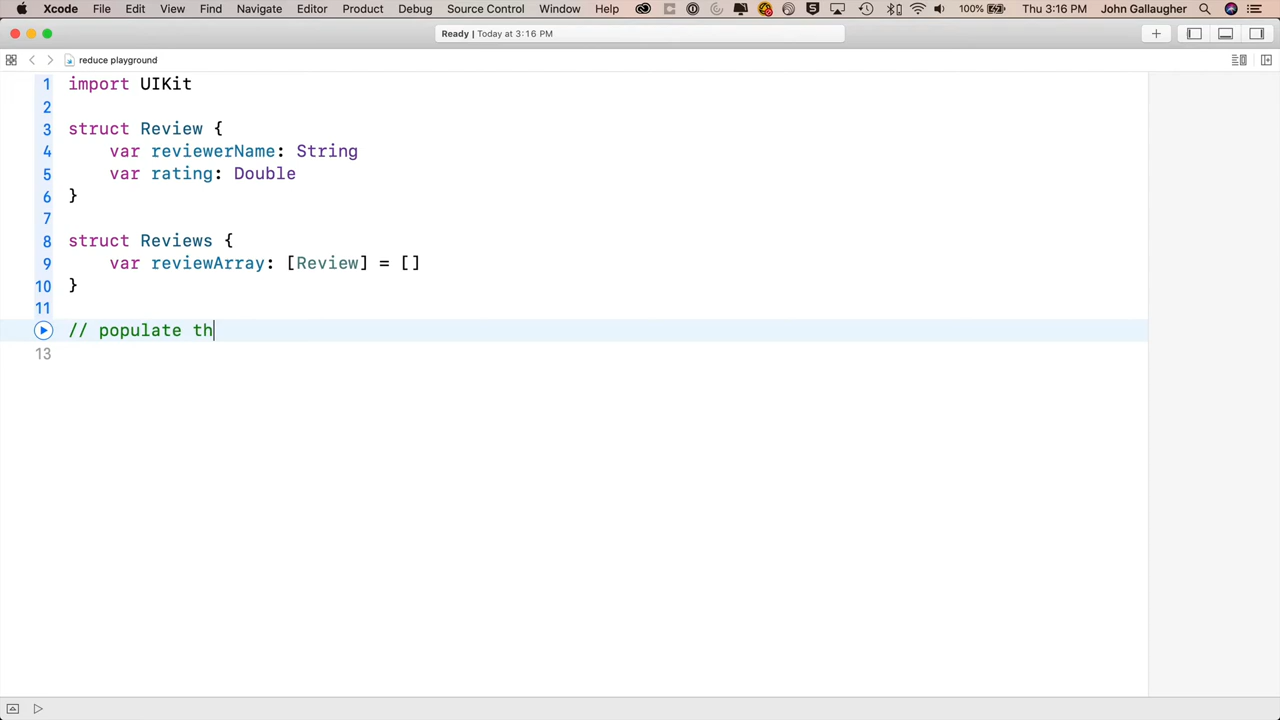 Xcode File Edit View Find Navigate Editor Product Debug Source Control Window Help 100% Thu 3:16 PM John Gallaugher
Ready | Today at 3:16 PM
reduce playground
1 import UIKit
2
3 struct Review {
4 var reviewerName: String
5 var rating: Double
6 }
7
8 struct Reviews {
9 var reviewArray: [Review] = []
10 }
11
// populate th
13